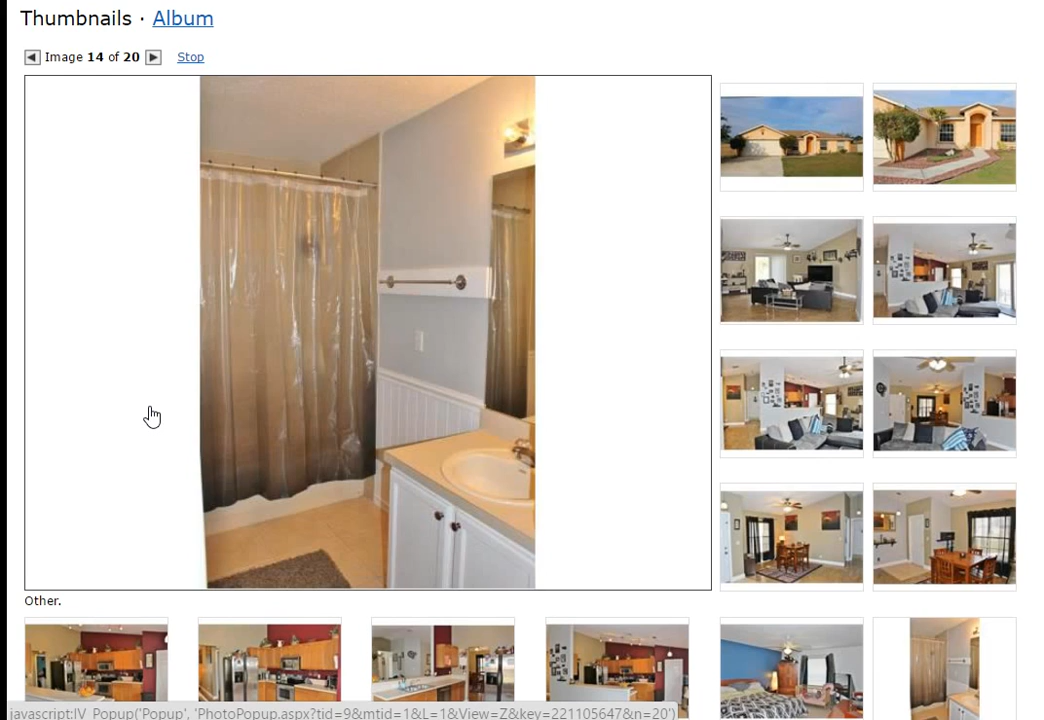 Thumbnails · Album
Image 14 of 20 Stop
Other.
javascript:IV_Popup('Popup', 'PhotoPopup.aspx?tid=9&mtid=1&L=1&View=Z&key=221105647&n=20')